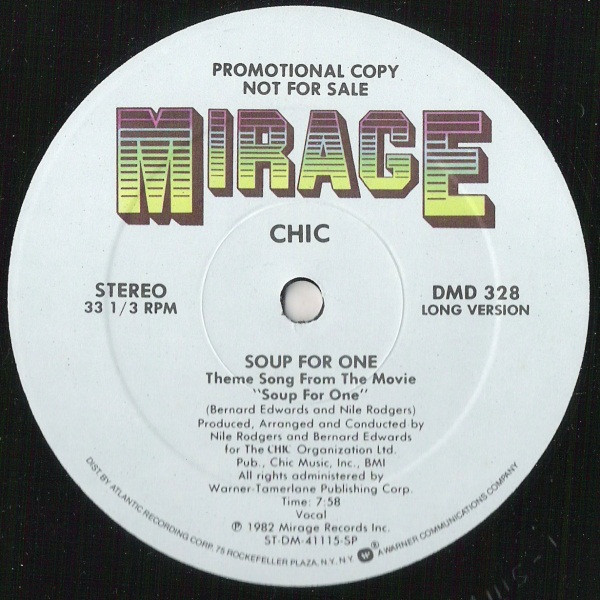 PROMOTIONAL COPY
NOT FOR SALE
MIRAGE
CHIC
STEREO
33 1/3 RPM
DMD 328
LONG VERSION
SOUP FOR ONE
Theme Song From The Movie
"Soup For One"
(Bernard Edwards and Nile Rodgers)
Produced, Arranged and Conducted by
Nile Rodgers and Bernard Edwards
for The CHIC Organization Ltd.
Pub., Chic Music, Inc., BMI
All rights administered by
Warner-Tamerlane Publishing Corp.
Time: 7:58
Vocal
℗ 1982 Mirage Records Inc.
ST-DM-41115-SP
DIST. BY ATLANTIC RECORDING CORP. 75 ROCKEFELLER PLAZA, N.Y. N.Y. ® A WARNER COMMUNICATIONS COMPANY